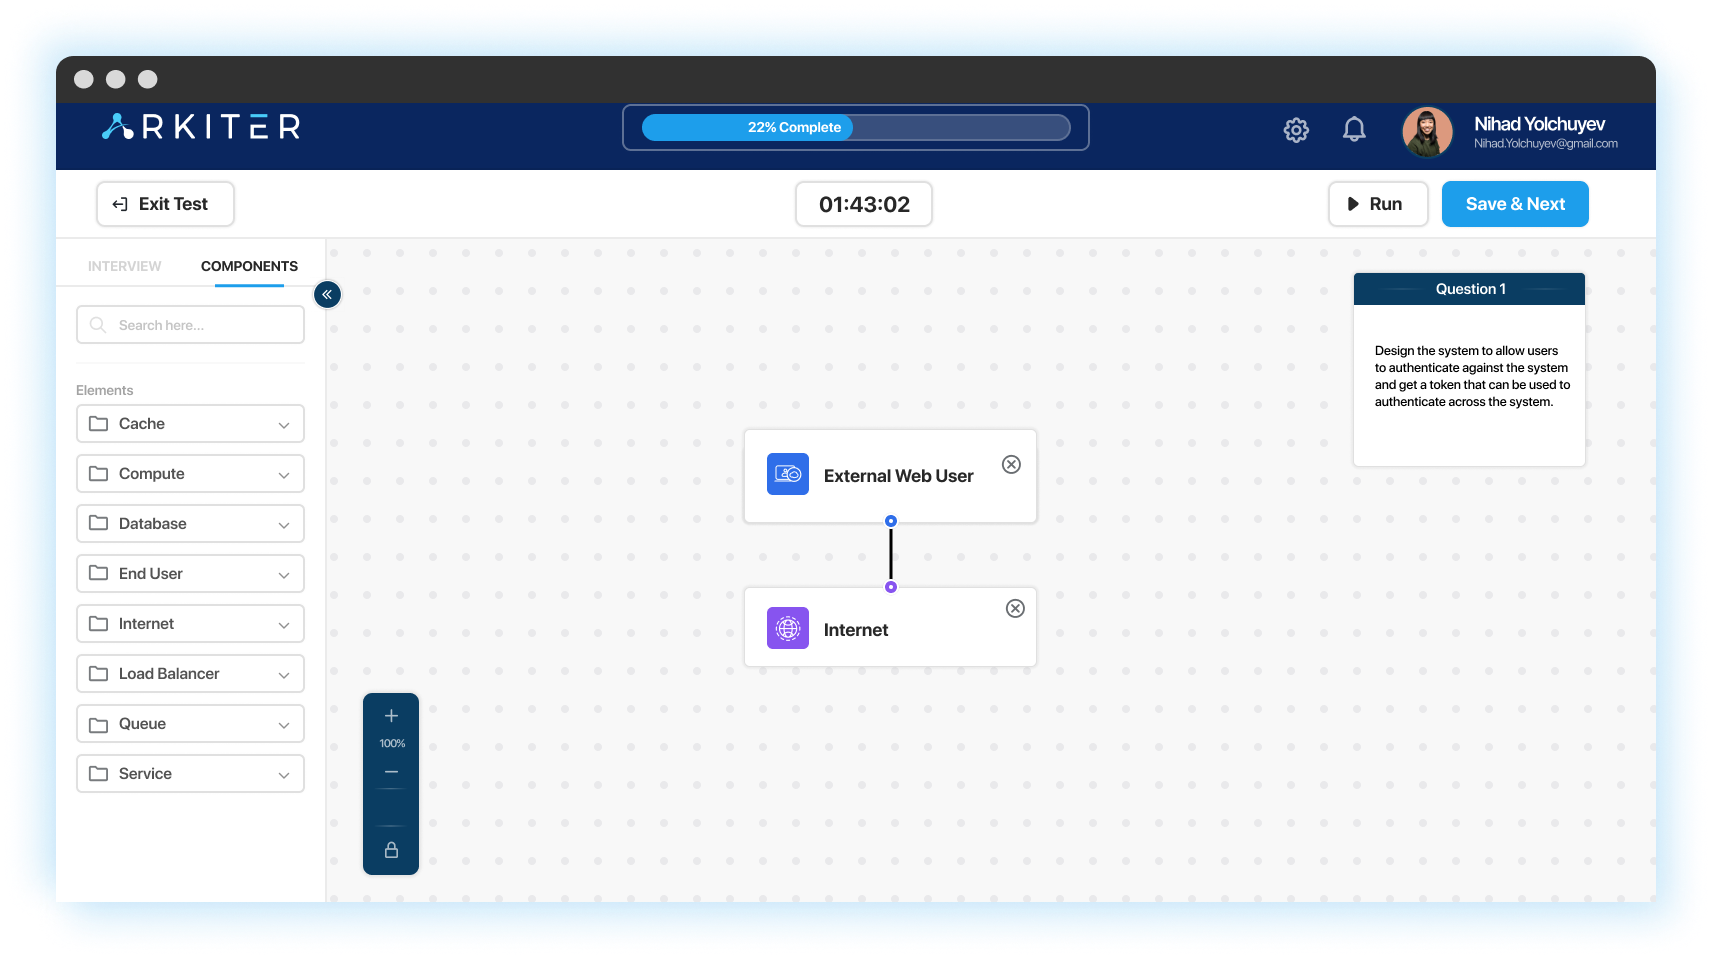 ARKITER
22% Complete
Nihad Yolchuyev
Nihad.Yolchuyev@gmail.com
Exit Test
01:43:02
Run
Save & Next
INTERVIEW
COMPONENTS
Search here...
Elements
Cache
Compute
Database
End User
Internet
Load Balancer
Queue
Service
External Web User
Internet
100%
Question 1
Design the system to allow users
to authenticate against the system
and get a token that can be used to
authenticate across the system.